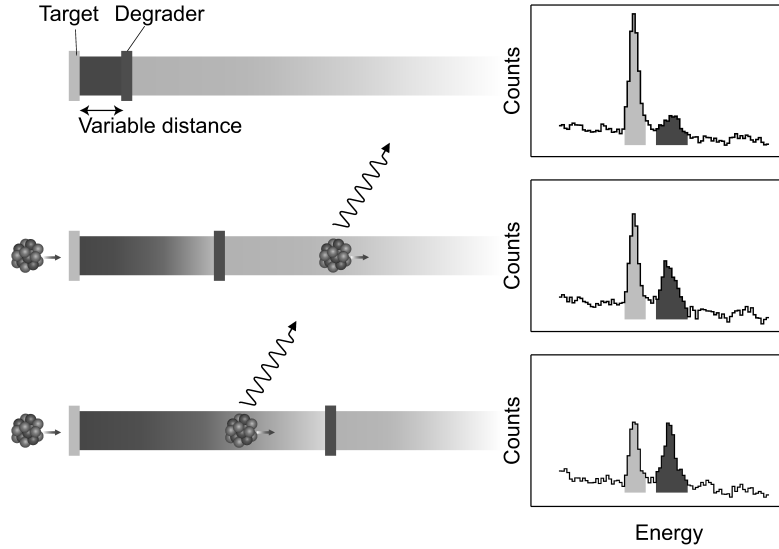 Target Degrader
Variable distance
Counts
Counts
Counts
Energy